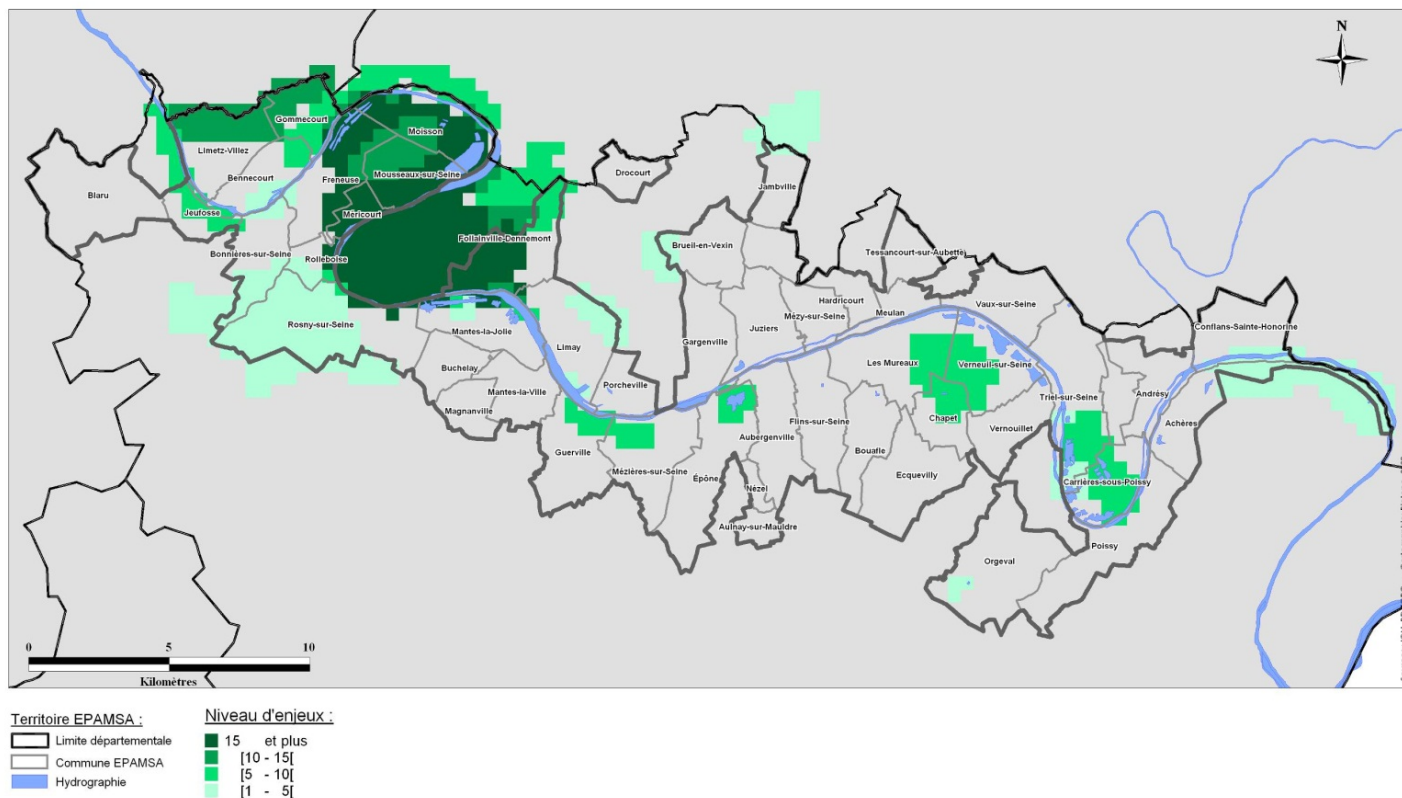 N
Gommecourt
Moisson
Limetz-Villez
Mousseaux-sur-Seine
Drocourt
Bennecourt
Freneuse
Blaru
Jambville
Jeufosse
Méricourt
Follainville-Dennemont
Brueil-en-Vexin
Bonnières-sur-Seine
Tessancourt-sur-Aubette
Rolleboise
Hardricourt
Vaux-sur-Seine
Meulan
Mézy-sur-Seine
Rosny-sur-Seine
Conflans-Sainte-Honorine
Mantes-la-Jolie
Juziers
Gargenville
Limay
Les Mureaux
Verneuil-sur-Seine
Buchelay
Porcheville
Mantes-la-Ville
Andrésy
Triel-sur-Seine
Magnanville
Chapet
Flins-sur-Seine
Achères
Vernouillet
Aubergenville
Guerville
Bouafle
Mézières-sur-Seine
Ecquevilly
Épône
Carrières-sous-Poissy
Nézel
Aulnay-sur-Mauldre
Poissy
Orgeval
0 5 10
Kilomètres
Territoire EPAMSA :
Limite départementale
Commune EPAMSA
Hydrographie
Niveau d'enjeux :
15 et plus
[10 - 15[
[5 - 10[
[1 - 5[